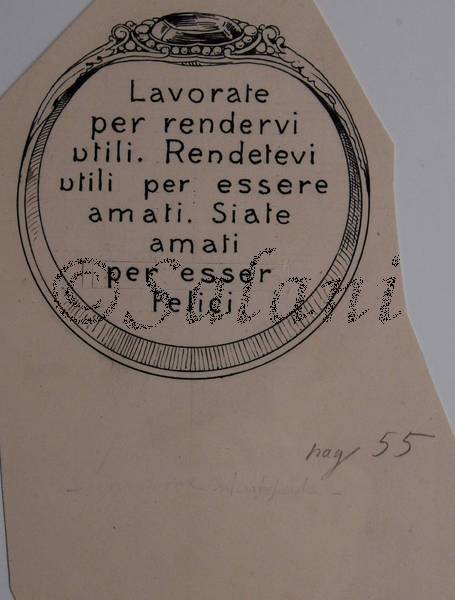 Lavorate
per rendervi
utili. Rendetevi
utili per essere
amati. Siate
amati
per esser
felici
©Salani
pag 55